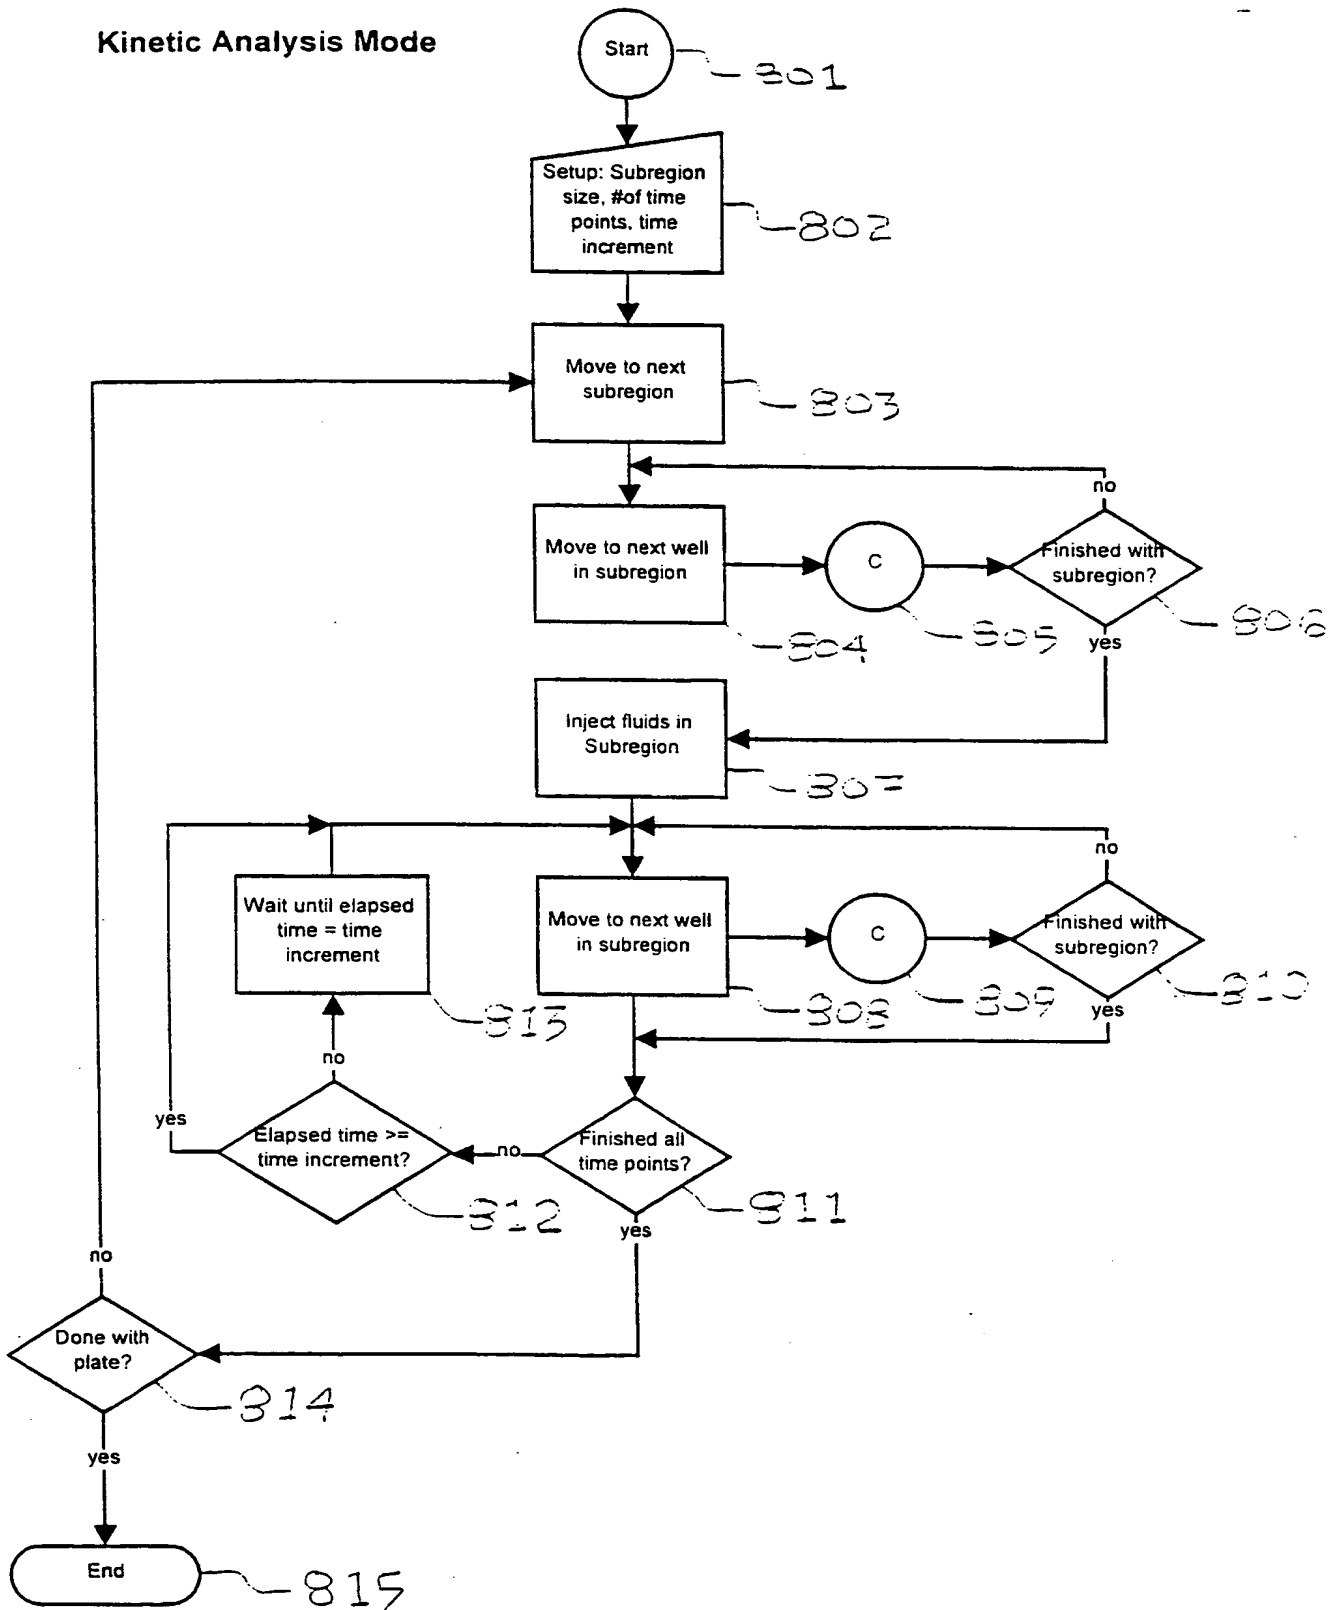 Kinetic Analysis Mode
Start
801
Setup: Subregion
size, #of time
points, time
increment
802
Move to next
subregion
803
no
Move to next well
in subregion
C
Finished with
subregion?
804
805
806
yes
Inject fluids in
Subregion
807
no
Wait until elapsed
time = time
increment
Move to next well
in subregion
C
Finished with
subregion?
813
808
809
810
yes
no
yes
Elapsed time >=
time increment?
no
Finished all
time points?
812
811
yes
no
Done with
plate?
814
yes
End
815